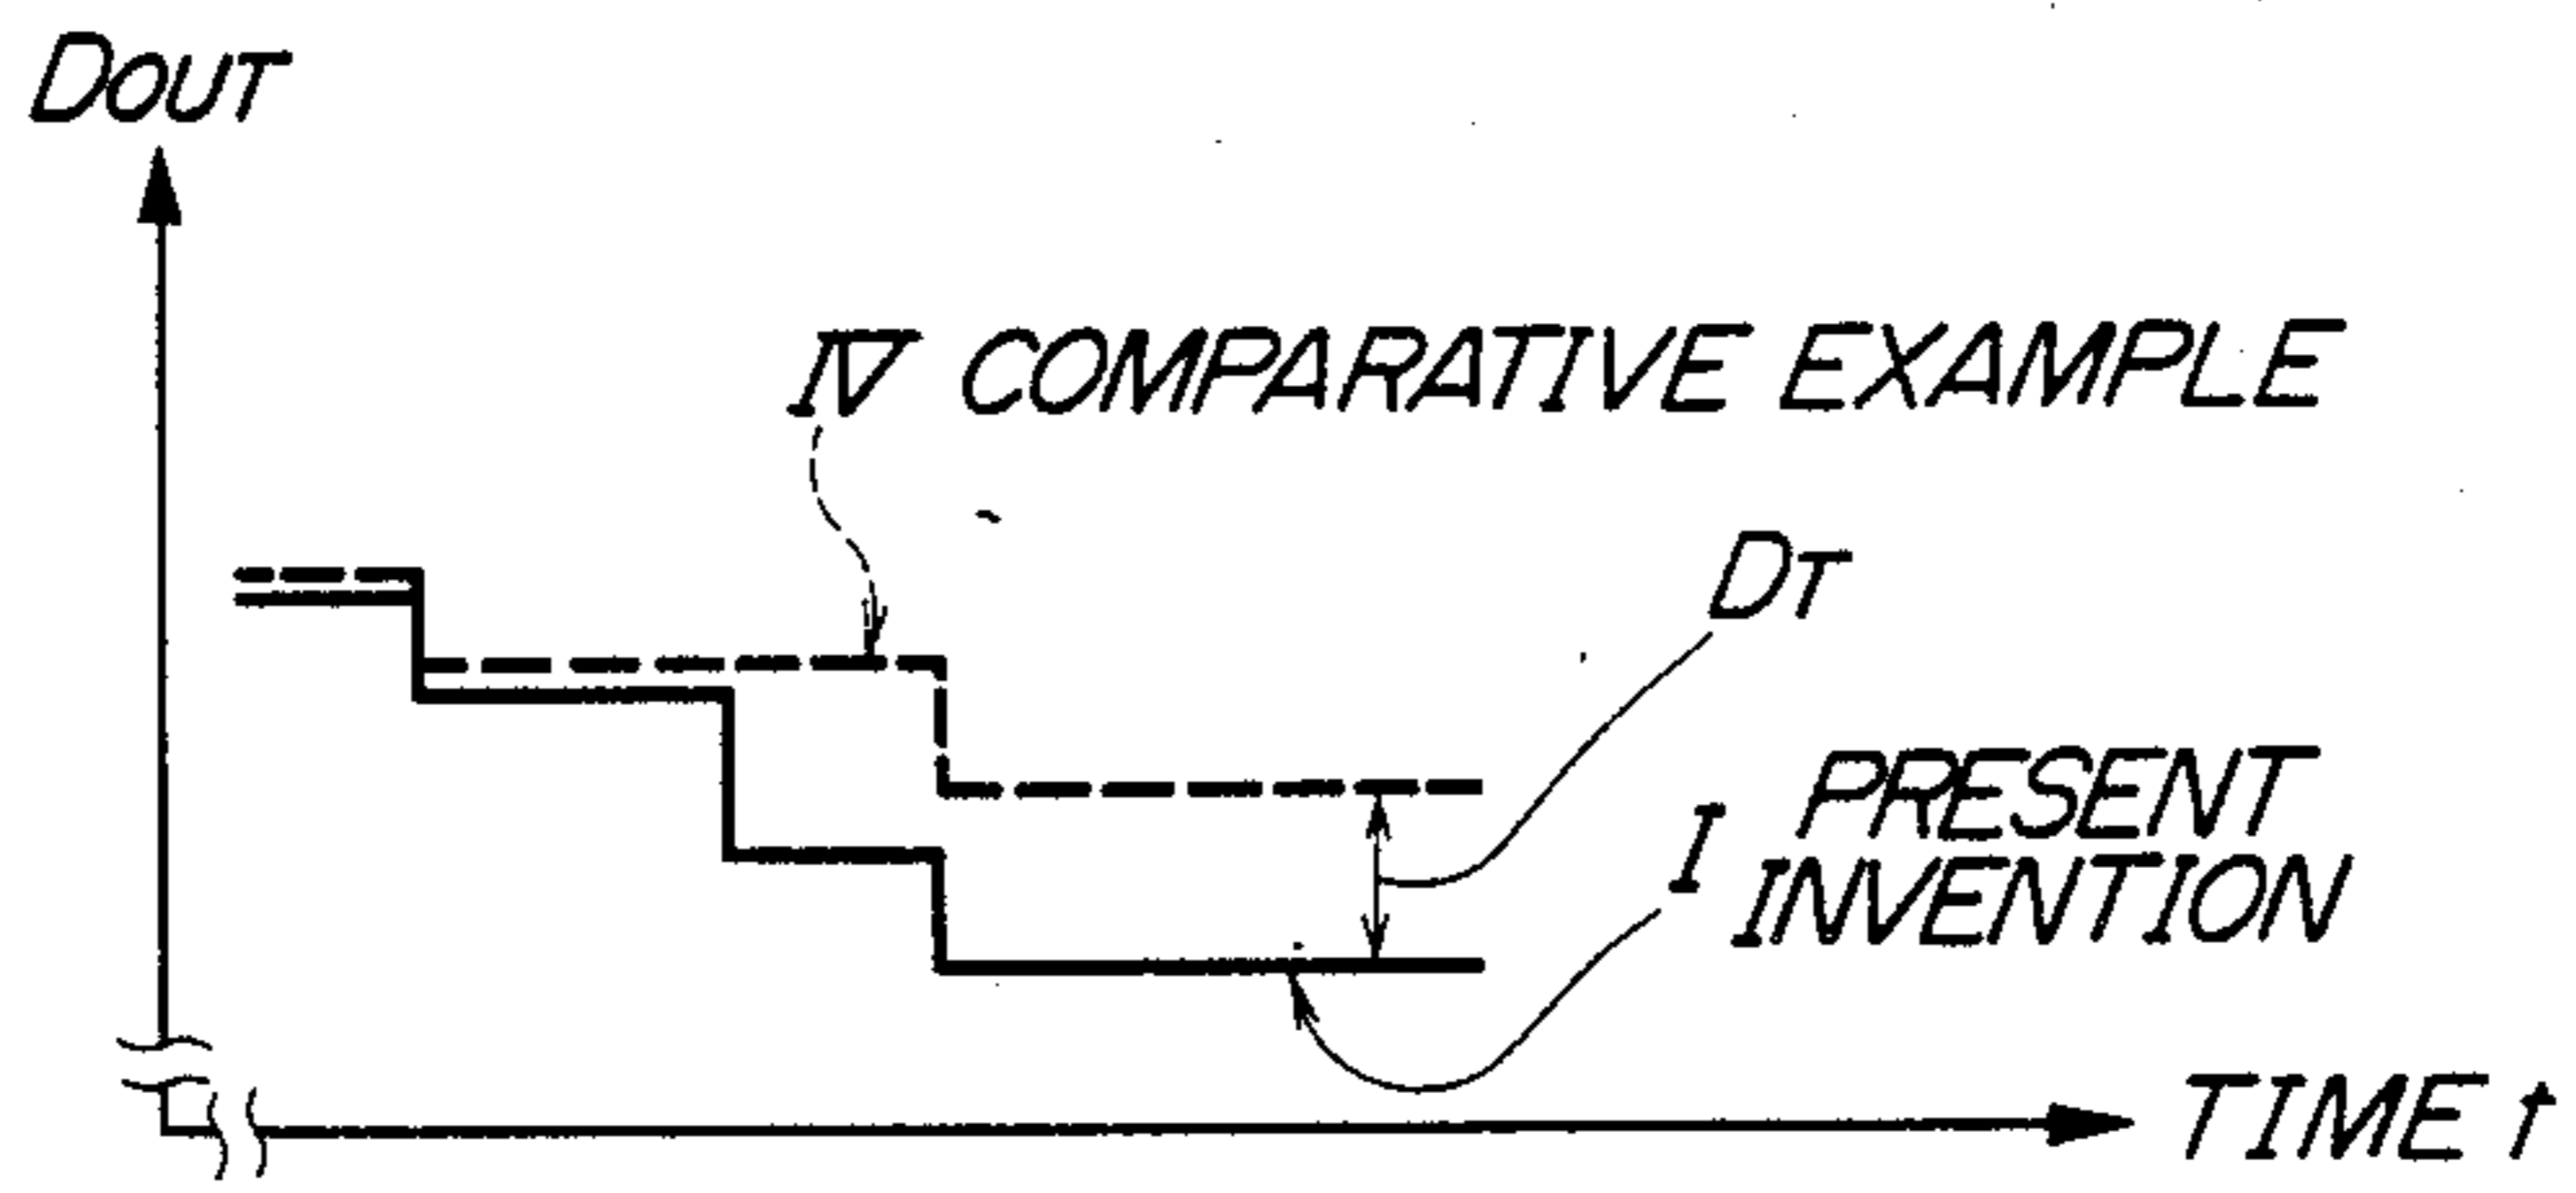 DOUT
IV COMPARATIVE EXAMPLE
DT
I PRESENT
INVENTION
TIME t